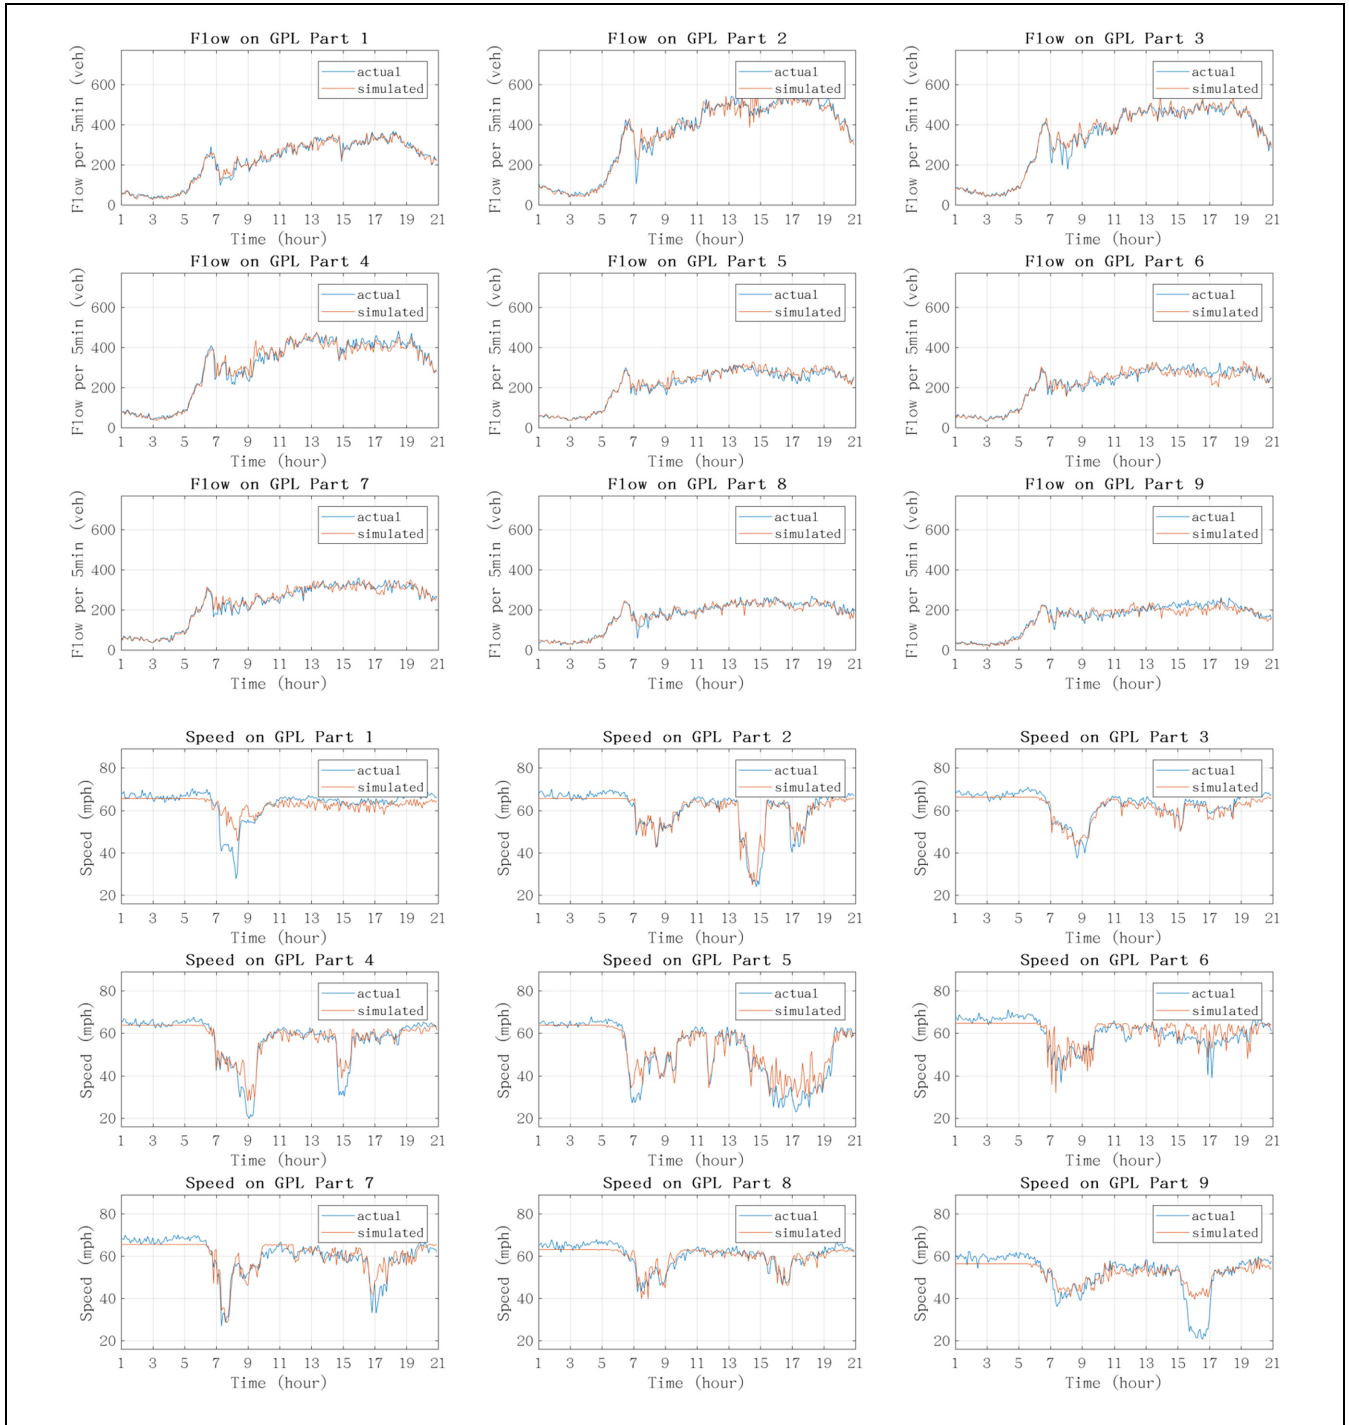 Flow on GPL Part 1
Flow per 5min (veh)
600
400
200
0
actual
simulated
1 3 5 7 9 11 13 15 17 19 21
Time (hour)
Flow on GPL Part 2
Flow per 5min (veh)
600
400
200
0
actual
simulated
1 3 5 7 9 11 13 15 17 19 21
Time (hour)
Flow on GPL Part 3
Flow per 5min (veh)
600
400
200
0
actual
simulated
1 3 5 7 9 11 13 15 17 19 21
Time (hour)
Flow on GPL Part 4
Flow per 5min (veh)
600
400
200
0
actual
simulated
1 3 5 7 9 11 13 15 17 19 21
Time (hour)
Flow on GPL Part 5
Flow per 5min (veh)
600
400
200
0
actual
simulated
1 3 5 7 9 11 13 15 17 19 21
Time (hour)
Flow on GPL Part 6
Flow per 5min (veh)
600
400
200
0
actual
simulated
1 3 5 7 9 11 13 15 17 19 21
Time (hour)
Flow on GPL Part 7
Flow per 5min (veh)
600
400
200
0
actual
simulated
1 3 5 7 9 11 13 15 17 19 21
Time (hour)
Flow on GPL Part 8
Flow per 5min (veh)
600
400
200
0
actual
simulated
1 3 5 7 9 11 13 15 17 19 21
Time (hour)
Flow on GPL Part 9
Flow per 5min (veh)
600
400
200
0
actual
simulated
1 3 5 7 9 11 13 15 17 19 21
Time (hour)
Speed on GPL Part 1
Speed (mph)
80
60
40
20
actual
simulated
1 3 5 7 9 11 13 15 17 19 21
Time (hour)
Speed on GPL Part 2
Speed (mph)
80
60
40
20
actual
simulated
1 3 5 7 9 11 13 15 17 19 21
Time (hour)
Speed on GPL Part 3
Speed (mph)
80
60
40
20
actual
simulated
1 3 5 7 9 11 13 15 17 19 21
Time (hour)
Speed on GPL Part 4
Speed (mph)
80
60
40
20
actual
simulated
1 3 5 7 9 11 13 15 17 19 21
Time (hour)
Speed on GPL Part 5
Speed (mph)
80
60
40
20
actual
simulated
1 3 5 7 9 11 13 15 17 19 21
Time (hour)
Speed on GPL Part 6
Speed (mph)
80
60
40
20
actual
simulated
1 3 5 7 9 11 13 15 17 19 21
Time (hour)
Speed on GPL Part 7
Speed (mph)
80
60
40
20
actual
simulated
1 3 5 7 9 11 13 15 17 19 21
Time (hour)
Speed on GPL Part 8
Speed (mph)
80
60
40
20
actual
simulated
1 3 5 7 9 11 13 15 17 19 21
Time (hour)
Speed on GPL Part 9
Speed (mph)
80
60
40
20
actual
simulated
1 3 5 7 9 11 13 15 17 19 21
Time (hour)